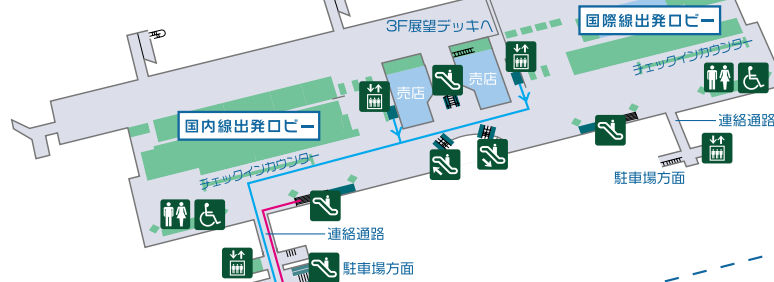 国際線出発ロビー
3F展望デッキへ
チェックインカウンター
売店
売店
国内線出発ロビー
連絡通路
チェックインカウンター
駐車場方面
連絡通路
駐車場方面